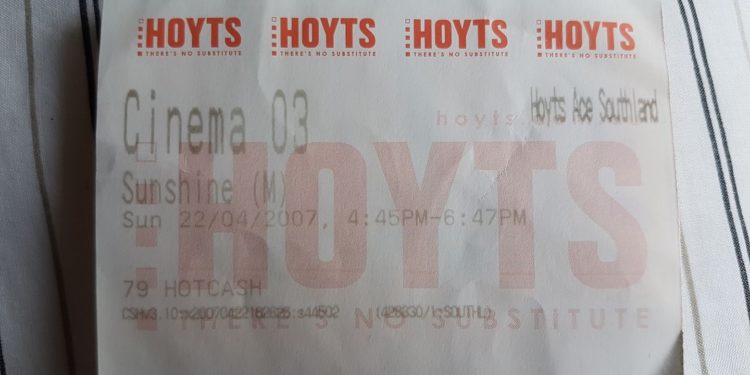 HOYTS HOYTS HOYTS HOYTS
THERE'S NO SUBSTITUTE THERE'S NO SUBSTITUTE THERE'S NO SUBSTITUTE THERE'S NO SUBSTITUTE
Cinema 03
Hoyts Ace Southland
hoyts.
HOYTS
Sunshine (M)
Sun 22/04/2007, 4:45PM-6:47PM
79 HOTCASH
THERE'S NO SUBSTITUTE